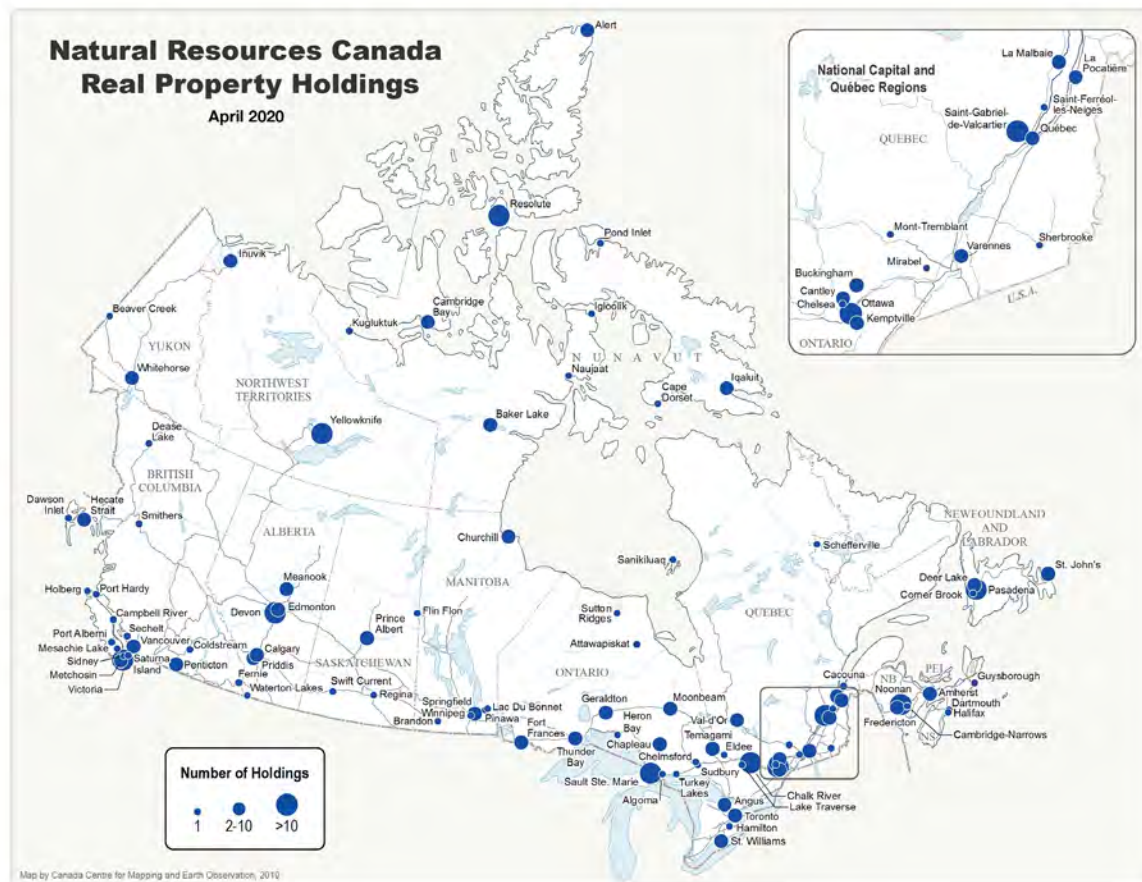 Natural Resources Canada
Real Property Holdings
April 2020
Alert
Resolute
Pond Inlet
Inuvik
Beaver Creek
Cambridge
Bay
Kugluktuk
Igloolik
YUKON
NUNAVUT
Whitehorse
Naujaat
NORTHWEST
TERRITORIES
Cape
Dorset
Iqaluit
Yellowknife
Baker Lake
Dease
Lake
BRITISH
COLUMBIA
Dawson
Inlet
Hecate
Strait
Smithers
ALBERTA
Churchill
Sanikiluaq
Schefferville
NEWFOUNDLAND
AND
LABRADOR
St. John's
Deer Lake
Corner Brook
Pasadena
Meanook
MANITOBA
Holberg
Port Hardy
Devon
Edmonton
Flin Flon
Prince
Albert
Sutton
Ridges
QUEBEC
Campbell River
Sechelt
Port Alberni
Vancouver
Coldstream
Mesachie Lake
Sidney
Saturna
Island
Metchosin
Victoria
Penticton
Calgary
Priddis
Fernie
Waterton Lakes
SASKATCHEWAN
Swift Current
Regina
Attawapiskat
ONTARIO
Springfield
Winnipeg
Lac Du Bonnet
Pinawa
Brandon
Fort
Frances
Geraldton
Moonbeam
Heron
Bay
Thunder
Bay
Chapleau
Val-d'Or
Temagami
Eldee
Chelmsford
Sudbury
Sault Ste. Marie
Turkey
Lakes
Algoma
Chalk River
Lake Traverse
Angus
Toronto
Hamilton
St. Williams
Cacouna
NB
Noonan
PEI
Guysborough
Amherst
Dartmouth
Halifax
Fredericton
NS
Cambridge-Narrows
National Capital and
Québec Regions
La Malbaie
La
Pocatière
Saint-Ferréol-
les-Neiges
Saint-Gabriel-
de-Valcartier
Québec
QUÉBEC
Mont-Tremblant
Mirabel
Varennes
Sherbrooke
Buckingham
Cantley
Chelsea
Ottawa
Kemptville
U.S.A.
ONTARIO
Number of Holdings
1 2-10 >10
Map by Canada Centre for Mapping and Earth Observation, 2019